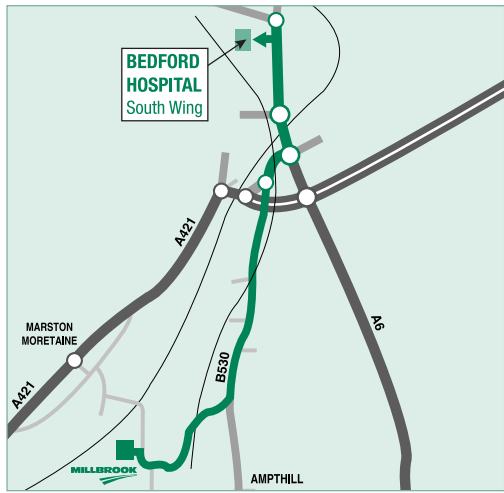 BEDFORD
HOSPITAL
South Wing
A421
MARSTON
MORETAINE
A421
B530
A6
MILLBROOK
AMPTHILL